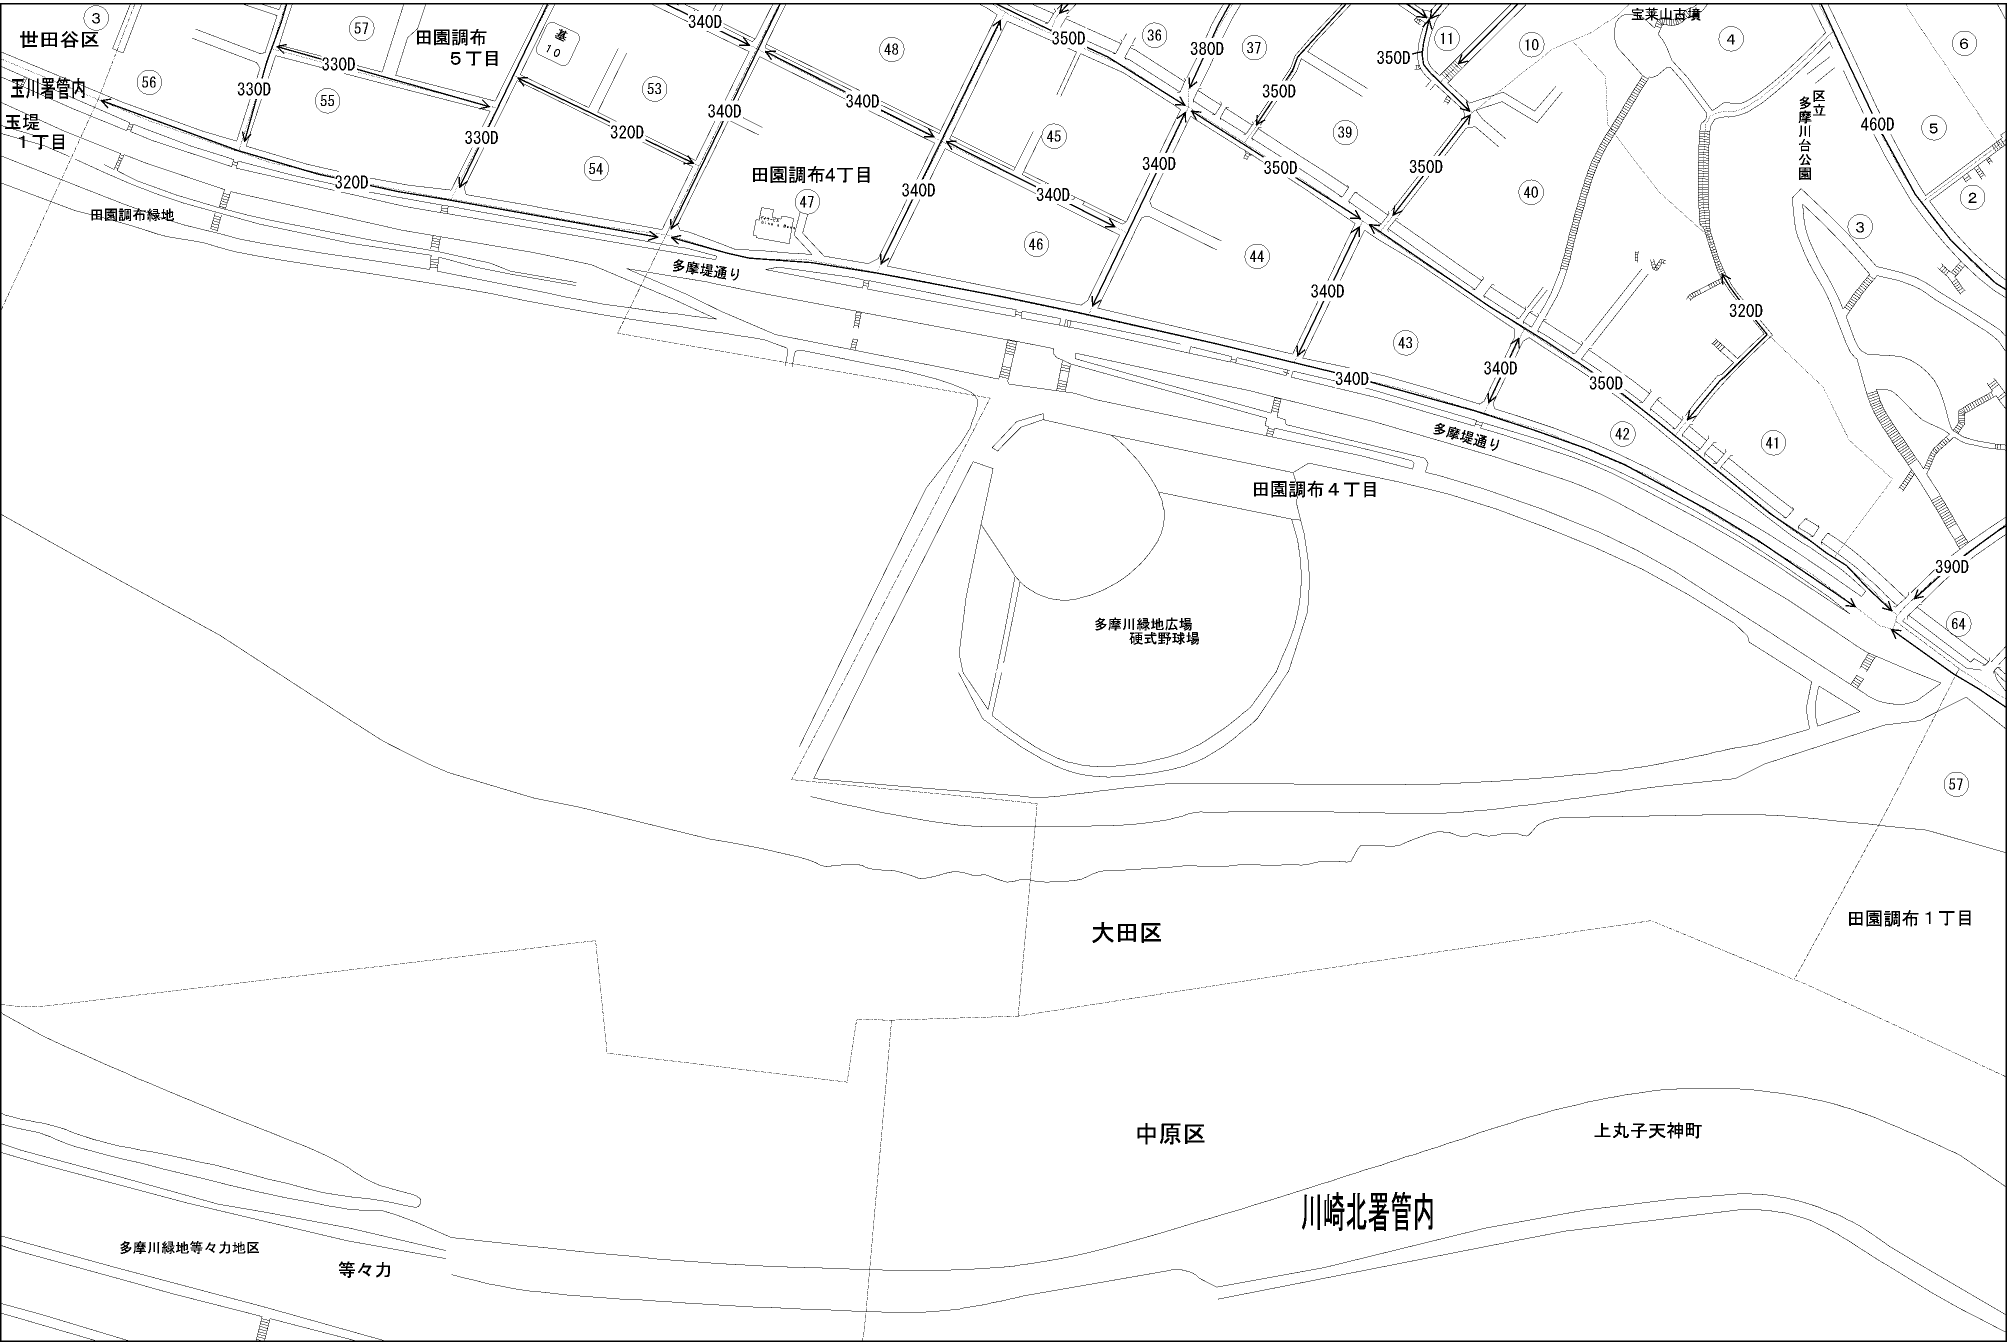 ③
世田谷区
57
田園調布
５丁目
基
10
340D
48
350D
36
380D
37
350D
11
10
宝莱山古墳
4
6
玉川署管内
56
330D
330D
55
53
340D
340D
350D
39
区立
多摩川台公園
460D
5
玉堤
１丁目
330D
320D
54
340D
45
340D
350D
350D
40
2
320D
田園調布4丁目
47
340D
340D
3
田園調布緑地
46
44
多摩堤通り
340D
320D
43
340D
340D
350D
多摩堤通り
42
41
田園調布４丁目
390D
多摩川緑地広場
硬式野球場
64
57
大田区
田園調布１丁目
中原区
上丸子天神町
川崎北署管内
多摩川緑地等々力地区
等々力